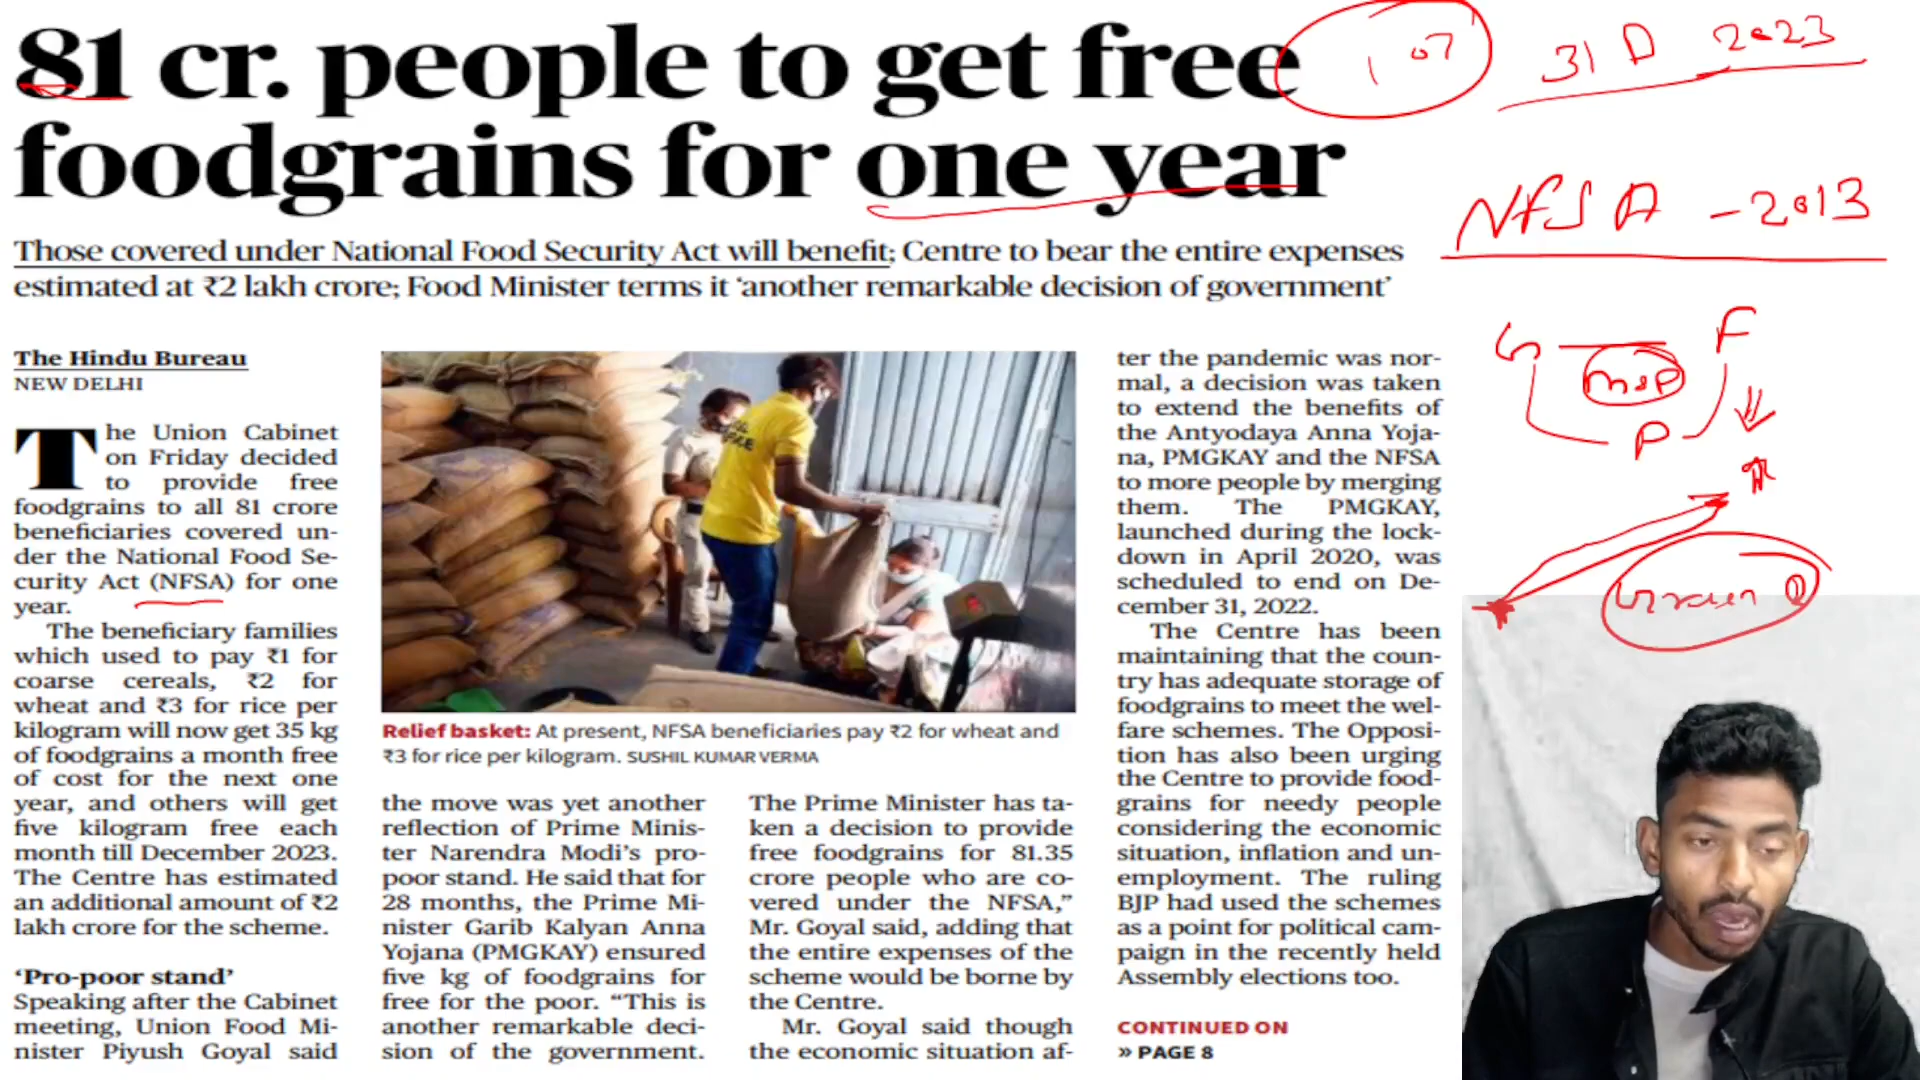 81 cr. people to get free
foodgrains for one year
Those covered under National Food Security Act will benefit; Centre to bear the entire expenses
estimated at ₹2 lakh crore; Food Minister terms it ‘another remarkable decision of government’
The Hindu Bureau
NEW DELHI
The Union Cabinet
on Friday decided
to provide free
foodgrains to all 81 crore
beneficiaries covered un-
der the National Food Se-
curity Act (NFSA) for one
year.
The beneficiary families
which used to pay ₹1 for
coarse cereals, ₹2 for
wheat and ₹3 for rice per
kilogram will now get 35 kg
of foodgrains a month free
of cost for the next one
year, and others will get
five kilogram free each
month till December 2023.
The Centre has estimated
an additional amount of ₹2
lakh crore for the scheme.
‘Pro-poor stand’
Speaking after the Cabinet
meeting, Union Food Mi-
nister Piyush Goyal said
Relief basket: At present, NFSA beneficiaries pay ₹2 for wheat and
₹3 for rice per kilogram. SUSHIL KUMAR VERMA
the move was yet another
reflection of Prime Minis-
ter Narendra Modi’s pro-
poor stand. He said that for
28 months, the Prime Mi-
nister Garib Kalyan Anna
Yojana (PMGKAY) ensured
five kg of foodgrains for
free for the poor. “This is
another remarkable deci-
sion of the government.
The Prime Minister has ta-
ken a decision to provide
free foodgrains for 81.35
crore people who are co-
vered under the NFSA,”
Mr. Goyal said, adding that
the entire expenses of the
scheme would be borne by
the Centre.
Mr. Goyal said though
the economic situation af-
ter the pandemic was nor-
mal, a decision was taken
to extend the benefits of
the Antyodaya Anna Yoja-
na, PMGKAY and the NFSA
to more people by merging
them. The PMGKAY,
launched during the lock-
down in April 2020, was
scheduled to end on De-
cember 31, 2022.
The Centre has been
maintaining that the coun-
try has adequate storage of
foodgrains to meet the wel-
fare schemes. The Opposi-
tion has also been urging
the Centre to provide food-
grains for needy people
considering the economic
situation, inflation and un-
employment. The ruling
BJP had used the schemes
as a point for political cam-
paign in the recently held
Assembly elections too.
CONTINUED ON
» PAGE 8
31 D 2023
NFSA - 2013
G F
MSP
P